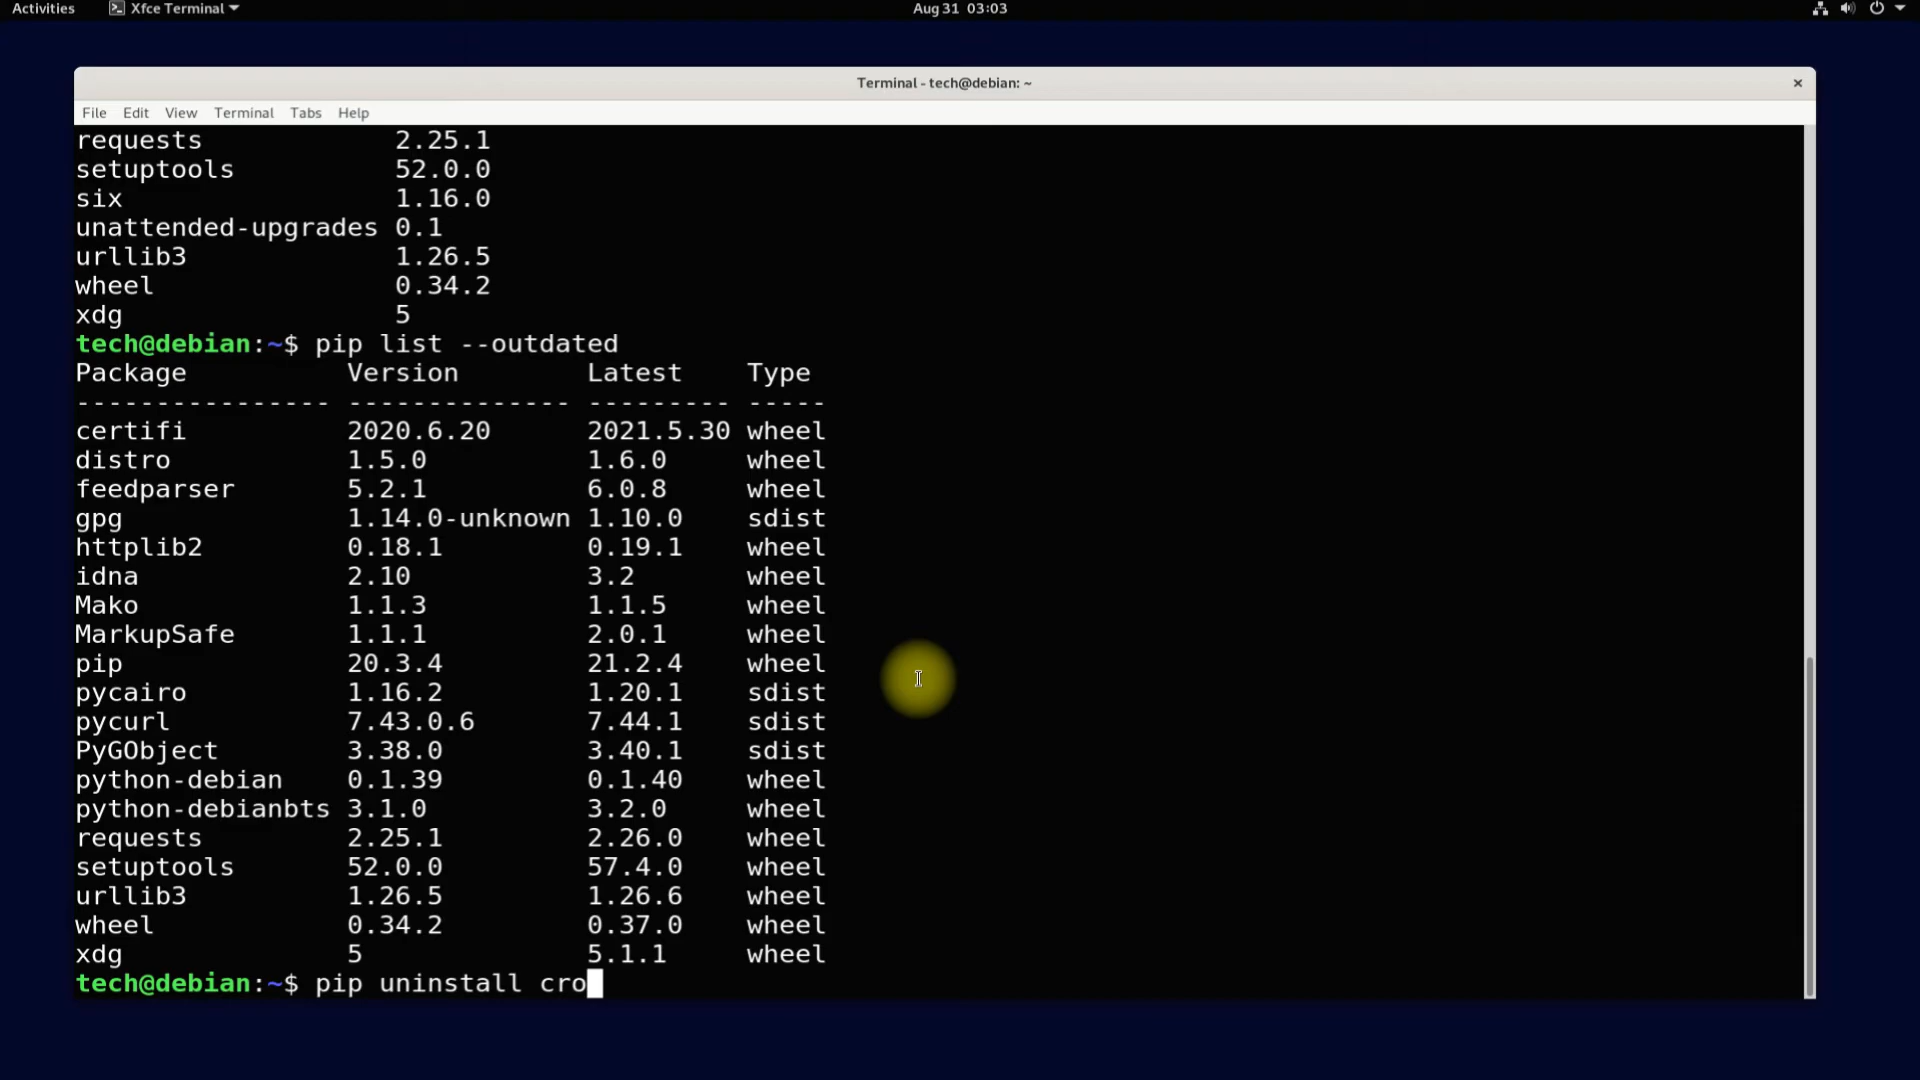 Activities Xfce Terminal Aug 31 03:03
Terminal - tech@debian: ~
File Edit View Terminal Tabs Help
requests 2.25.1
setuptools 52.0.0
six 1.16.0
unattended-upgrades 0.1
urllib3 1.26.5
wheel 0.34.2
xdg 5
tech@debian:~$ pip list --outdated
Package Version Latest Type
---------------- -------------- --------- -----
certifi 2020.6.20 2021.5.30 wheel
distro 1.5.0 1.6.0 wheel
feedparser 5.2.1 6.0.8 wheel
gpg 1.14.0-unknown 1.10.0 sdist
httplib2 0.18.1 0.19.1 wheel
idna 2.10 3.2 wheel
Mako 1.1.3 1.1.5 wheel
MarkupSafe 1.1.1 2.0.1 wheel
pip 20.3.4 21.2.4 wheel
pycairo 1.16.2 1.20.1 sdist
pycurl 7.43.0.6 7.44.1 sdist
PyGObject 3.38.0 3.40.1 sdist
python-debian 0.1.39 0.1.40 wheel
python-debianbts 3.1.0 3.2.0 wheel
requests 2.25.1 2.26.0 wheel
setuptools 52.0.0 57.4.0 wheel
urllib3 1.26.5 1.26.6 wheel
wheel 0.34.2 0.37.0 wheel
xdg 5 5.1.1 wheel
tech@debian:~$ pip uninstall cro